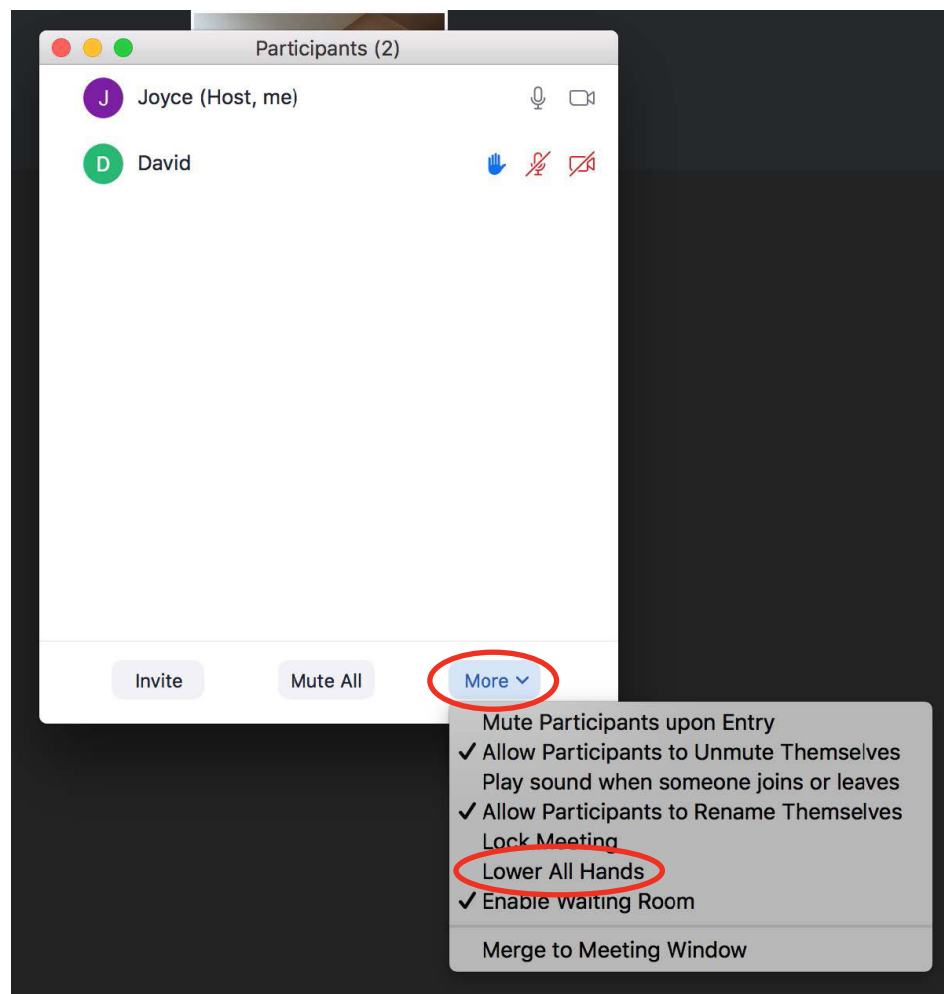 Participants (2)
J Joyce (Host, me)
D David
Invite Mute All More
Mute Participants upon Entry
✓ Allow Participants to Unmute Themselves
Play sound when someone joins or leaves
✓ Allow Participants to Rename Themselves
Lock Meeting
Lower All Hands
✓ Enable Waiting Room
Merge to Meeting Window